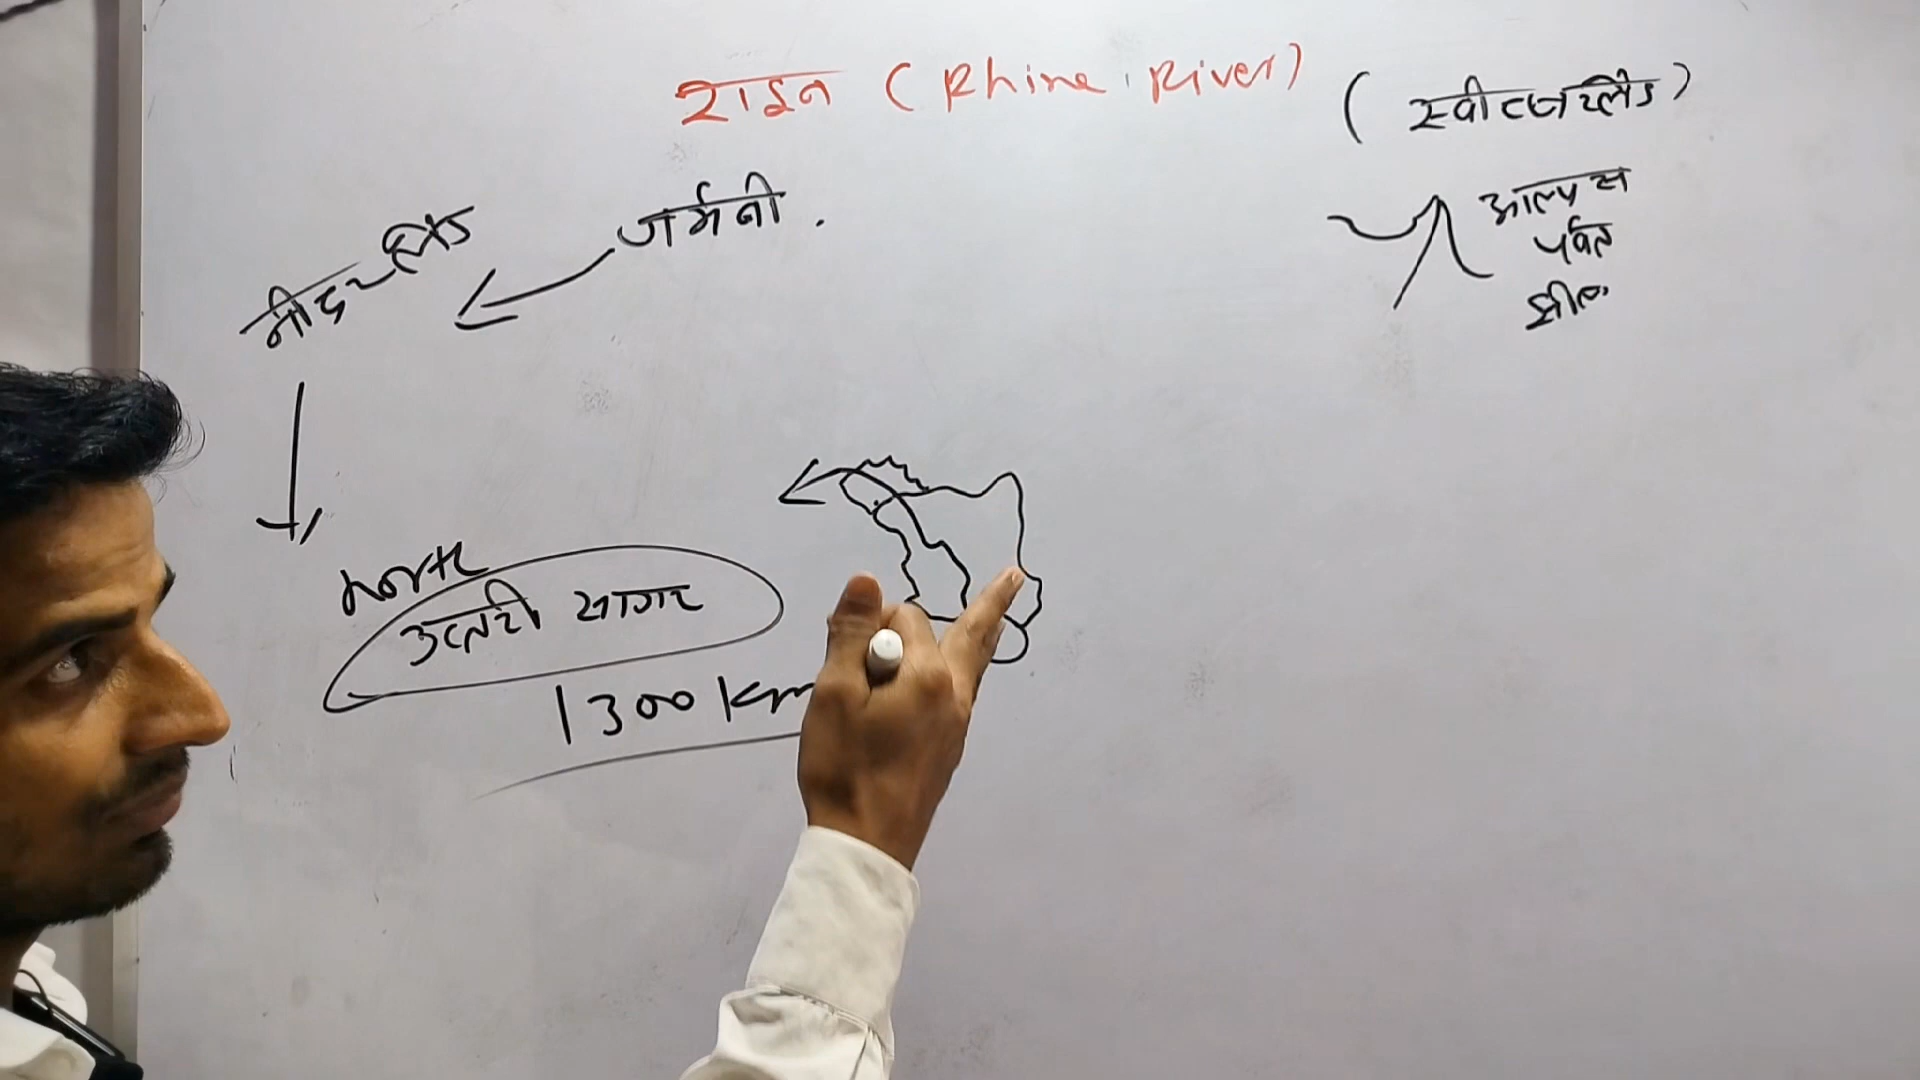 राइन (Rhine River)
(स्वीटजरलैंड)
आल्पस
पर्वत
झील
जर्मनी.
नीदरलैंड
north
उत्तरी सागर
1300 km